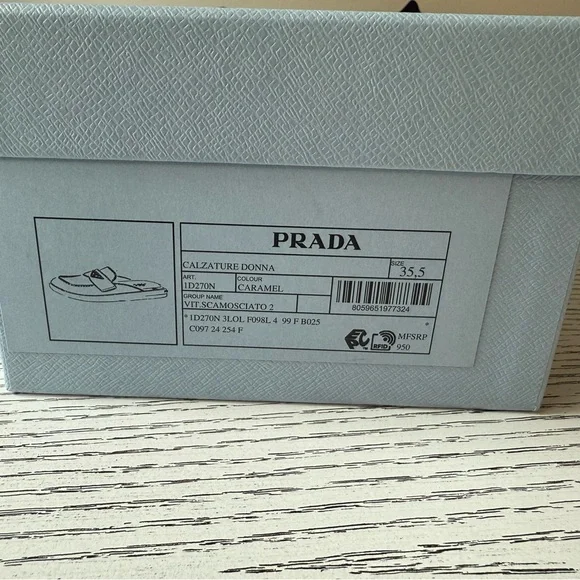 PRADA
CALZATURE DONNA
SIZE
35,5
ART.
1D270N
COLOUR
CARAMEL
GROUP NAME
VIT.SCAMOSCIATO 2
8059651977324
* 1D270N 3LOL F098L 4 99 F B025 *
C097 24 254 F
RFID
MFSRP
950